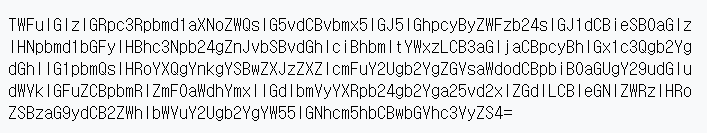 TWFuIGlzIGRpc3Rpbmd1aXNoZWQsIG5vdCBvbmx5IGJ5IGhpcyByZWFzb24sIGJ1dCBieSB0aGlz
IHNpbmd1bGFyIHBhc3Npb24gZnJvbSBvdGhlciBhbmltYWxzLCB3aGljaCBpcyBhIGx1c3Qgb2Yg
dGhlIG1pbmQsIHRoYXQgYnkgYSBwZXJzZXZlcmFuY2Ugb2YgZGVsaWdodCBpbiB0aGUgY29udGlu
dWVkIGFuZCBpbmRlZmF0aWdhYmxlIGdlbmVyYXRpb24gb2Yga25vd2xlZGdlLCBleGNlZWRzIHRo
ZSBzaG9ydCB2ZWhlbWVuY2Ugb2YgYW55IGNhcm5hbCBwbGVhc3VyZS4=